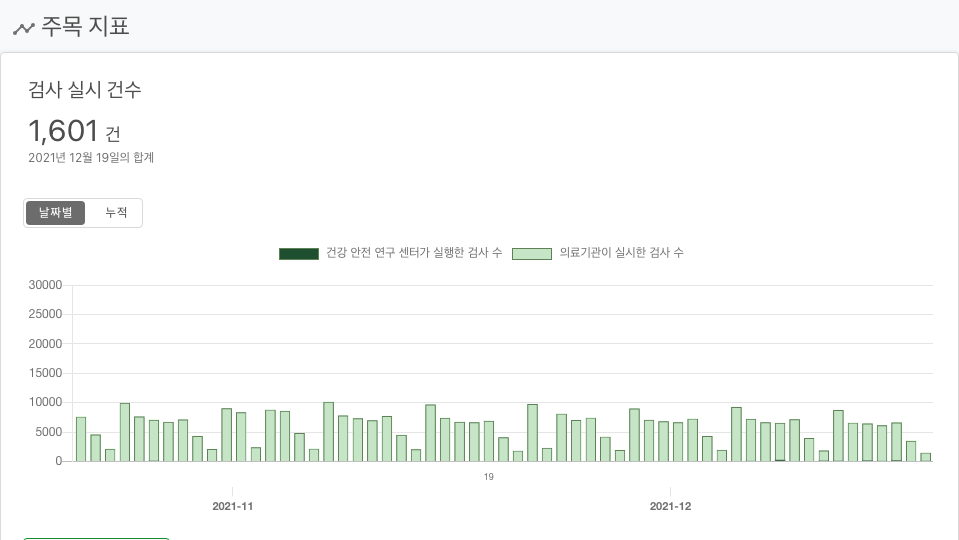 주목 지표
검사 실시 건수
1,601 건
2021년 12월 19일의 합계
날짜별 누적
건강 안전 연구 센터가 실행한 검사 수 의료기관이 실시한 검사 수
30000
25000
20000
15000
10000
5000
0
19
2021-11 2021-12